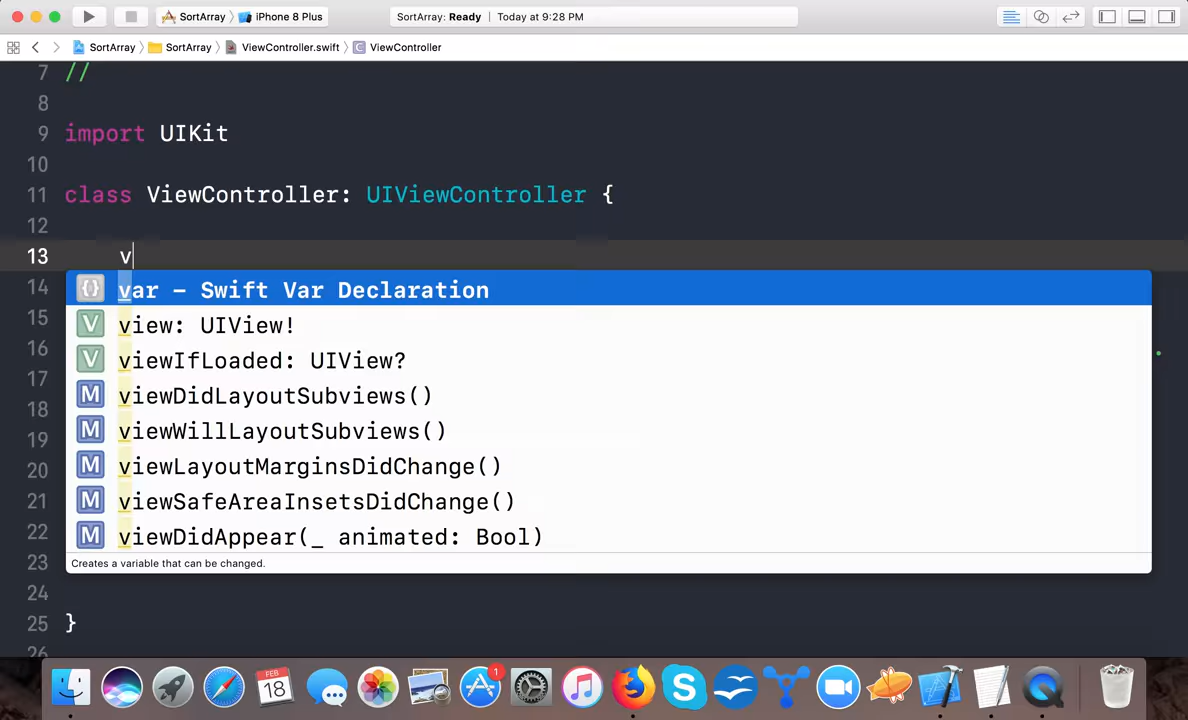 SortArray
iPhone 8 Plus
SortArray: Ready | Today at 9:28 PM
SortArray
SortArray
ViewController.swift
C ViewController
7 //
8
9 import UIKit
10
11 class ViewController: UIViewController {
12
13 v
14 {} var – Swift Var Declaration
15 V view: UIView!
16 V viewIfLoaded: UIView?
17
18 M viewDidLayoutSubviews()
19 M viewWillLayoutSubviews()
20 M viewLayoutMarginsDidChange()
21 M viewSafeAreaInsetsDidChange()
22 M viewDidAppear(_ animated: Bool)
23 Creates a variable that can be changed.
24
25 }
26
FEB
18
1